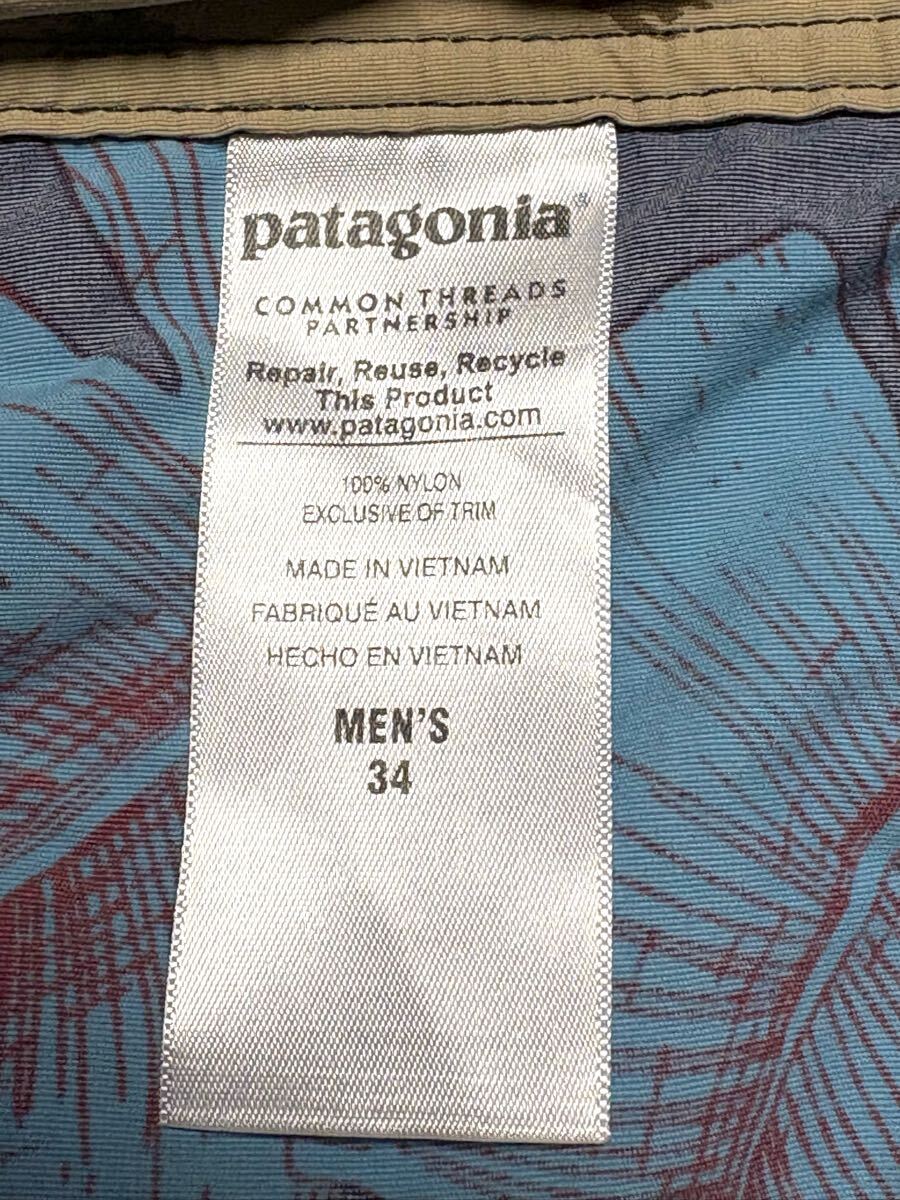 patagonia®
COMMON THREADS
PARTNERSHIP
Repair, Reuse, Recycle
This Product
www.patagonia.com
100% NYLON
EXCLUSIVE OF TRIM
MADE IN VIETNAM
FABRIQUÉ AU VIETNAM
HECHO EN VIETNAM
MEN'S
34